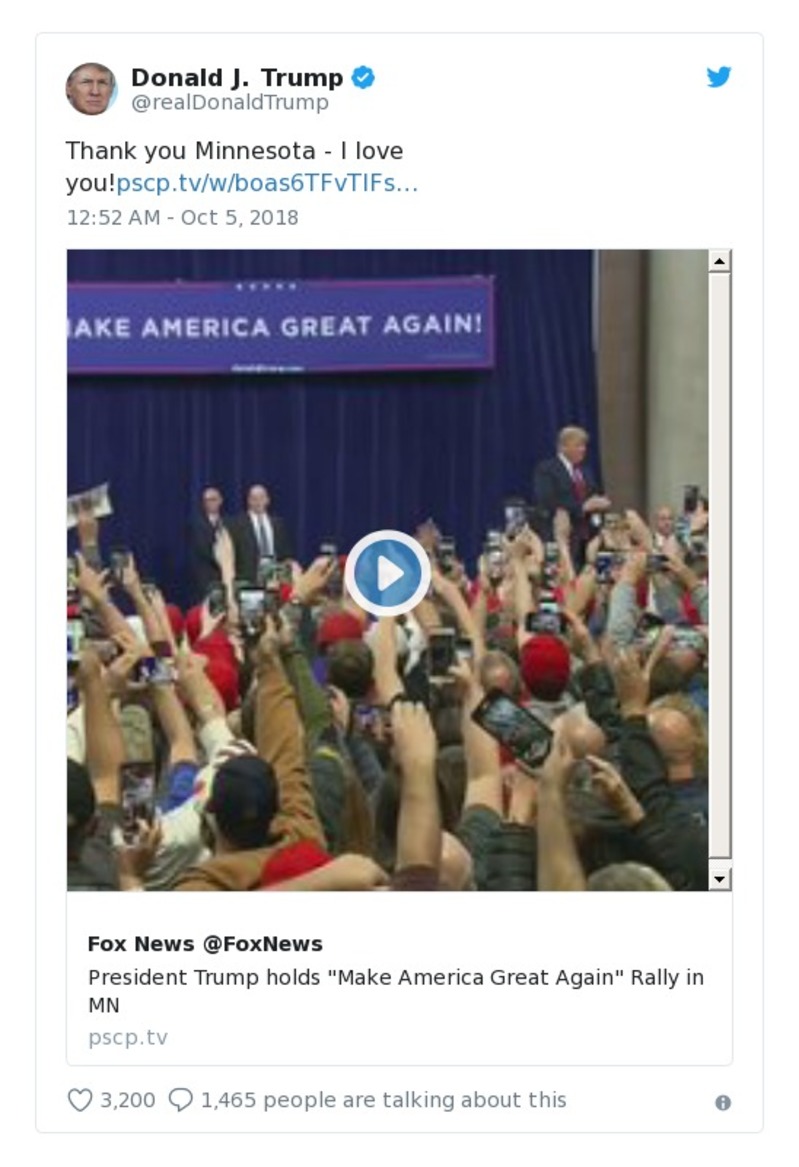 Donald J. Trump
@realDonaldTrump
Thank you Minnesota - I love
you!pscp.tv/w/boas6TFvTIFs…
12:52 AM - Oct 5, 2018
AKE AMERICA GREAT AGAIN!
Fox News @FoxNews
President Trump holds "Make America Great Again" Rally in
MN
pscp.tv
3,200 1,465 people are talking about this